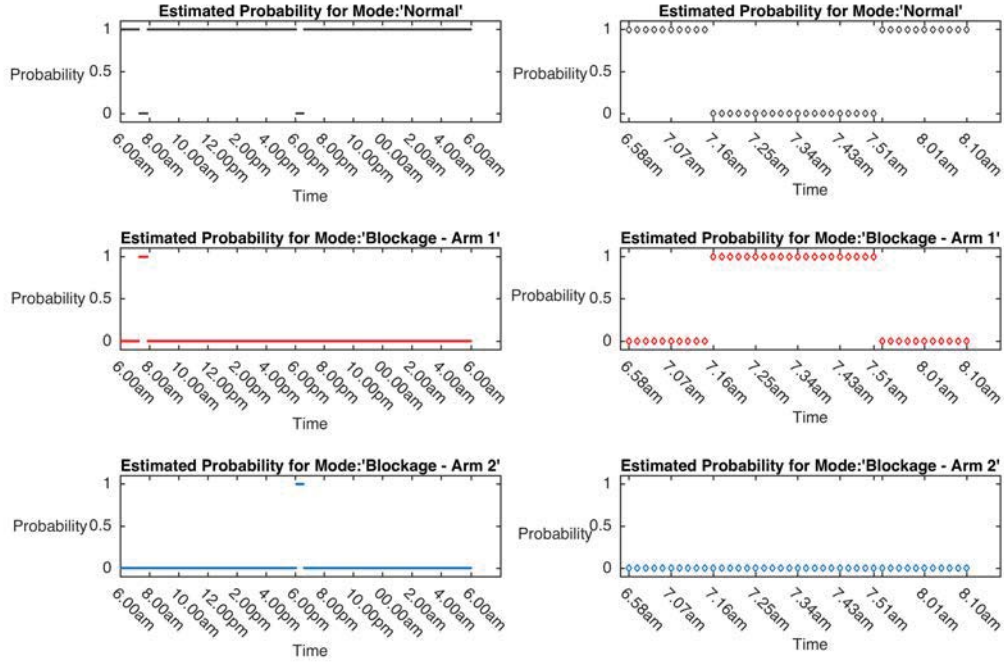 Estimated Probability for Mode:'Normal'
1
Probability 0.5
0
6.00am 8.00am 10.00am 12.00pm 2.00pm 4.00pm 6.00pm 8.00pm 10.00pm 00.00am 2.00am 4.00am 6.00am
Time
Estimated Probability for Mode:'Normal'
1
Probability 0.5
0
6.58am 7.07am 7.16am 7.25am 7.34am 7.43am 7.51am 8.01am 8.10am
Time
Estimated Probability for Mode:'Blockage - Arm 1'
1
Probability 0.5
0
6.00am 8.00am 10.00am 12.00pm 2.00pm 4.00pm 6.00pm 8.00pm 10.00pm 00.00am 2.00am 4.00am 6.00am
Time
Estimated Probability for Mode:'Blockage - Arm 1'
1
Probability 0.5
0
6.58am 7.07am 7.16am 7.25am 7.34am 7.43am 7.51am 8.01am 8.10am
Time
Estimated Probability for Mode:'Blockage - Arm 2'
1
Probability 0.5
0
6.00am 8.00am 10.00am 12.00pm 2.00pm 4.00pm 6.00pm 8.00pm 10.00pm 00.00am 2.00am 4.00am 6.00am
Time
Estimated Probability for Mode:'Blockage - Arm 2'
1
Probability 0.5
0
6.58am 7.07am 7.16am 7.25am 7.34am 7.43am 7.51am 8.01am 8.10am
Time